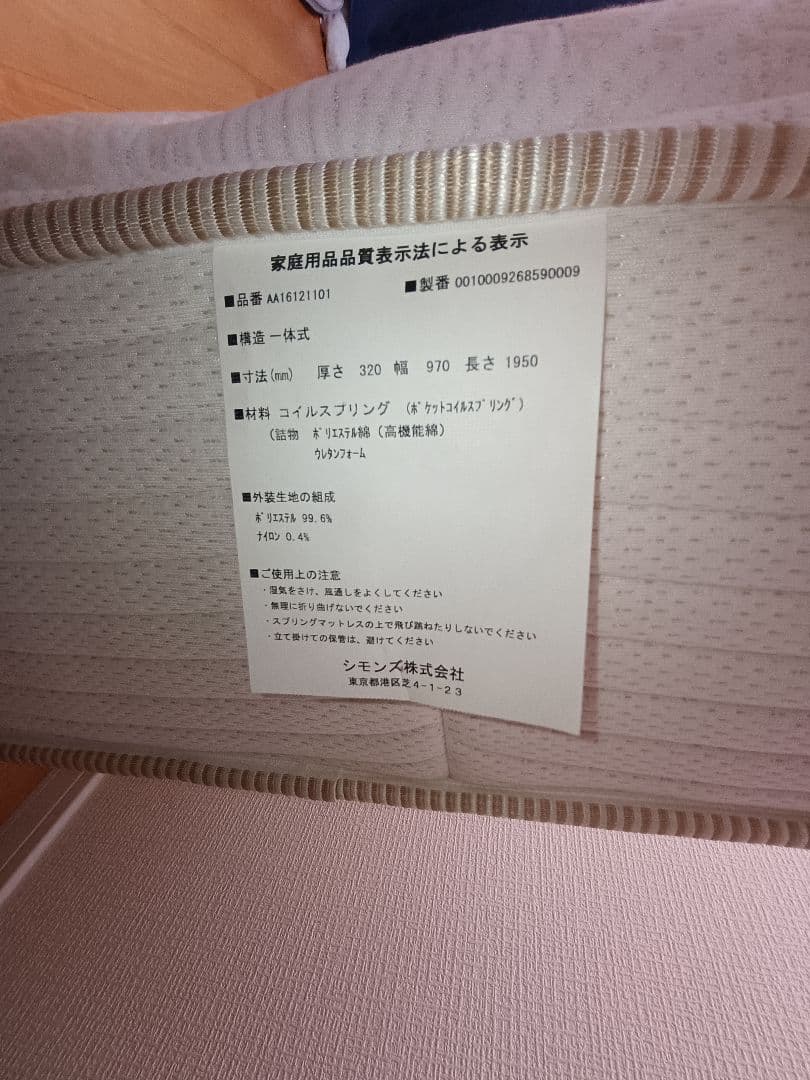 家庭用品品質表示法による表示
■品番 AA16121101 ■製番 0010009268590009
■構造 一体式
■寸法(㎜) 厚さ 320 幅 970 長さ 1950
■材料 コイルスプリング (ﾎﾟｹｯﾄｺｲﾙｽﾌﾟﾘﾝｸﾞ)
(詰物 ﾎﾟﾘｴｽﾃﾙ綿 (高機能綿)
ｳﾚﾀﾝﾌｫｰﾑ
■外装生地の組成
ﾎﾟﾘｴｽﾃﾙ 99.6%
ﾅｲﾛﾝ 0.4%
■ご使用上の注意
・湿気をさけ、風通しをよくしてください
・無理に折り曲げないでください
・スプリングマットレスの上で飛び跳ねたりしないでください
・立て掛けての保管は、避けてください
シモンズ株式会社
東京都港区芝4-1-23